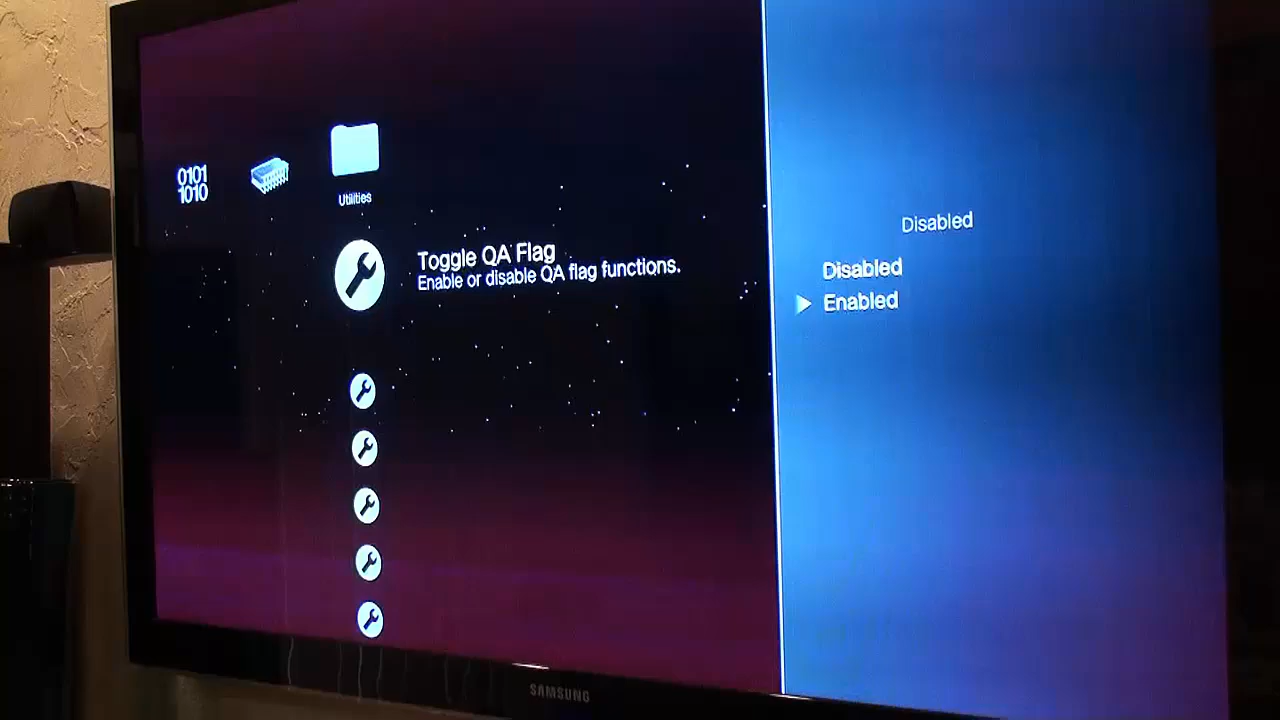 0101
1010
Utilities
Toggle QA Flag
Enable or disable QA flag functions.
Disabled
Disabled
Enabled
SAMSUNG